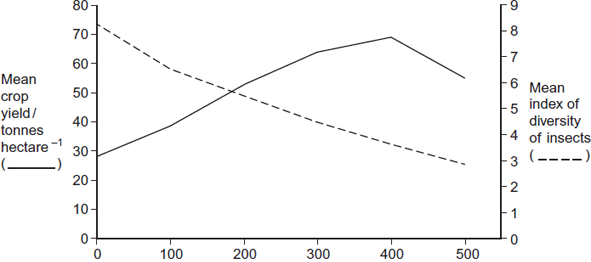 80
70
60
50
40
30
20
10
0
Mean
crop
yield /
tonnes
hectare⁻¹
( )
0 100 200 300 400 500
9
8
7
6
5
4
3
2
1
0
Mean
index of
diversity
of insects
( )